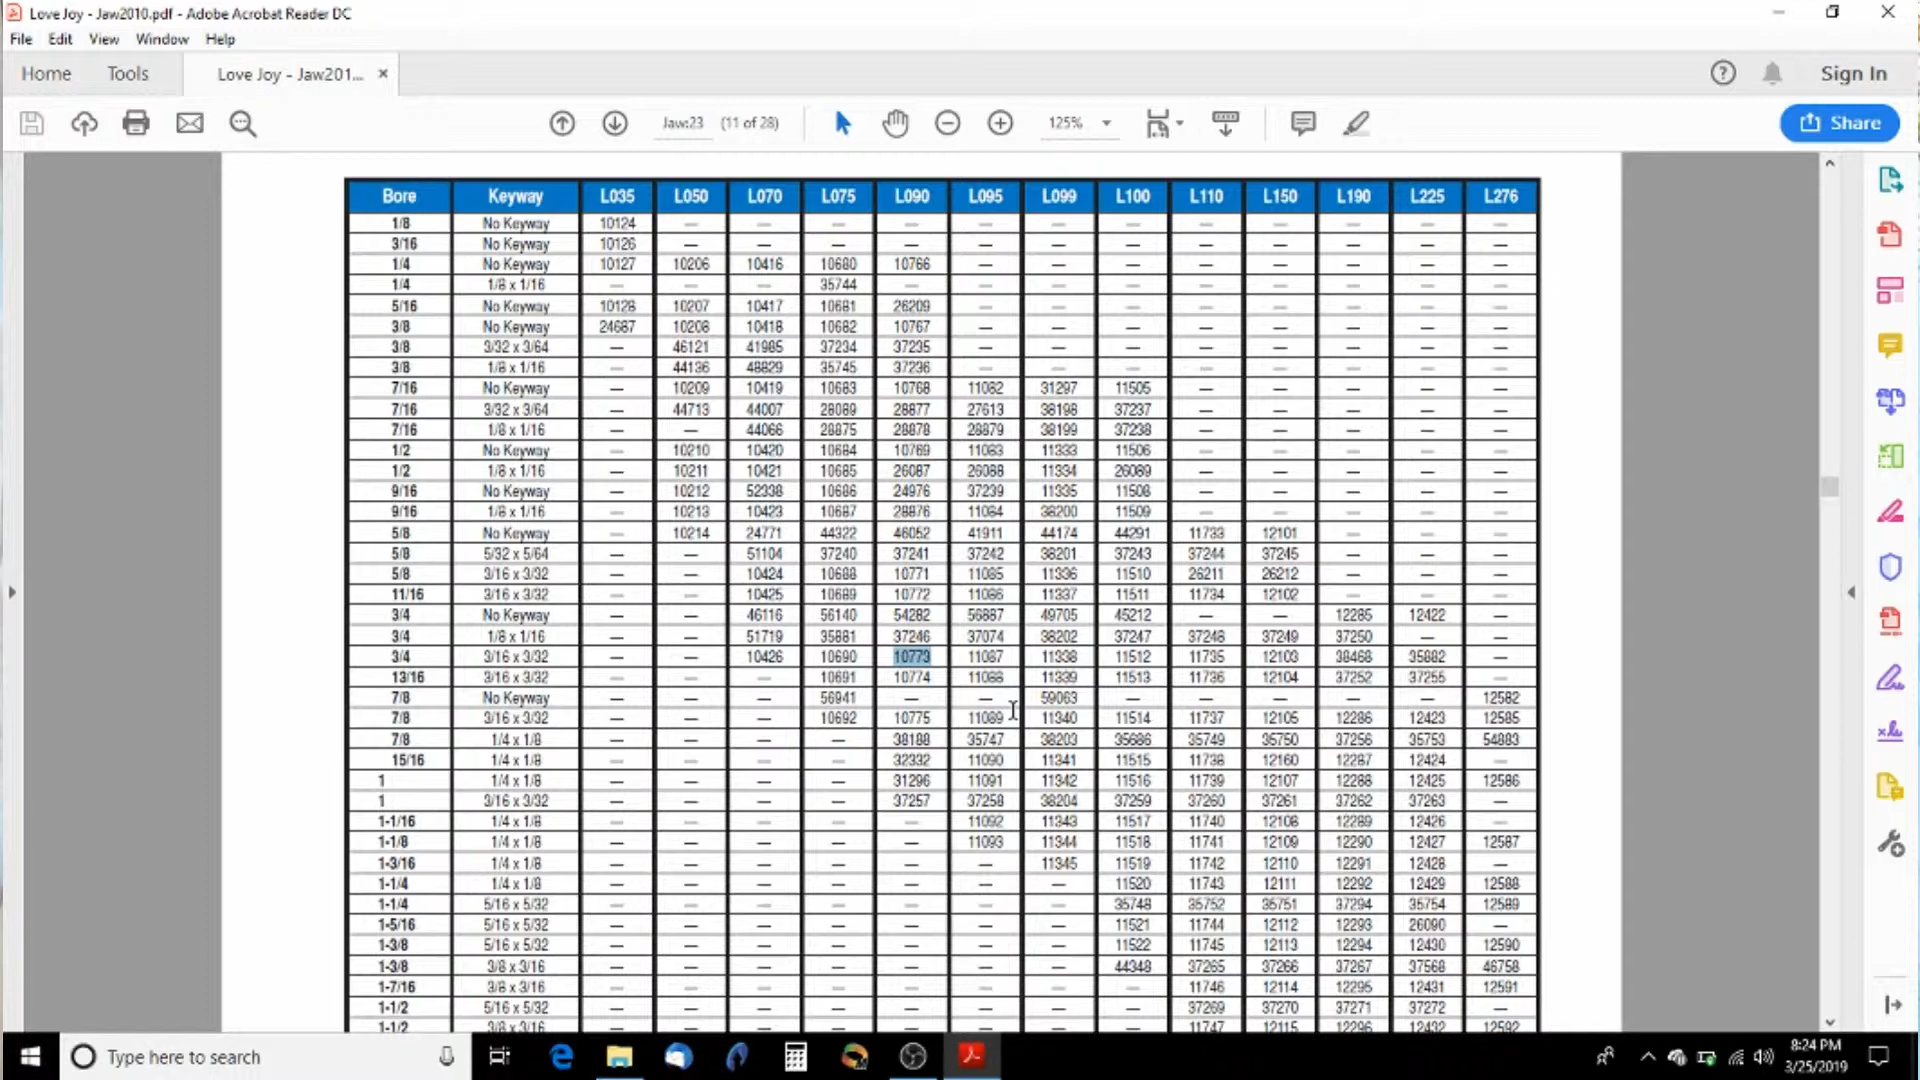 Love Joy - Jaw2010.pdf - Adobe Acrobat Reader DC
File Edit View Window Help
Home Tools Love Joy - Jaw201... × Sign In
Jaw:23 (11 of 28) 125% Share
Bore Keyway L035 L050 L070 L075 L090 L095 L099 L100 L110 L150 L190 L225 L276
1/8 No Keyway 10124 — — — — — — — — — — — —
3/16 No Keyway 10126 — — — — — — — — — — — —
1/4 No Keyway 10127 10206 10416 10680 10766 — — — — — — — —
1/4 1/8 x 1/16 — — — 35744 — — — — — — — — —
5/16 No Keyway 10128 10207 10417 10681 26209 — — — — — — — —
3/8 No Keyway 24687 10208 10418 10682 10767 — — — — — — — —
3/8 3/32 x 3/64 — 46121 41985 37234 37235 — — — — — — — —
3/8 1/8 x 1/16 — 44136 48829 35745 37236 — — — — — — — —
7/16 No Keyway — 10209 10419 10683 10768 11082 31297 11505 — — — — —
7/16 3/32 x 3/64 — 44713 44007 28089 28877 27613 38198 37237 — — — — —
7/16 1/8 x 1/16 — — 44066 28875 28878 28879 38199 37238 — — — — —
1/2 No Keyway — 10210 10420 10684 10769 11083 11333 11506 — — — — —
1/2 1/8 x 1/16 — 10211 10421 10685 26087 26088 11334 26089 — — — — —
9/16 No Keyway — 10212 52338 10686 24976 37239 11335 11508 — — — — —
9/16 1/8 x 1/16 — 10213 10423 10687 28876 11084 38200 11509 — — — — —
5/8 No Keyway — 10214 24771 44322 46052 41911 44174 44291 11733 12101 — — —
5/8 5/32 x 5/64 — — 51104 37240 37241 37242 38201 37243 37244 37245 — — —
5/8 3/16 x 3/32 — — 10424 10688 10771 11085 11336 11510 26211 26212 — — —
11/16 3/16 x 3/32 — — 10425 10689 10772 11086 11337 11511 11734 12102 — — —
3/4 No Keyway — — 46116 56140 54282 56887 49705 45212 — — 12285 12422 —
3/4 1/8 x 1/16 — — 51719 35881 37246 37074 38202 37247 37248 37249 37250 — —
3/4 3/16 x 3/32 — — 10426 10690 10773 11087 11338 11512 11735 12103 38468 35882 —
13/16 3/16 x 3/32 — — — 10691 10774 11088 11339 11513 11736 12104 37252 37255 —
7/8 No Keyway — — — 56941 — — 59063 — — — — — 12582
7/8 3/16 x 3/32 — — — 10692 10775 11089 11340 11514 11737 12105 12286 12423 12585
7/8 1/4 x 1/8 — — — — 38188 35747 38203 35686 35749 35750 37256 35753 54883
15/16 1/4 x 1/8 — — — — 32332 11090 11341 11515 11738 12160 12287 12424 —
1 1/4 x 1/8 — — — — 31296 11091 11342 11516 11739 12107 12288 12425 12586
1 3/16 x 3/32 — — — — 37257 37258 38204 37259 37260 37261 37262 37263 —
1-1/16 1/4 x 1/8 — — — — — 11092 11343 11517 11740 12108 12289 12426 —
1-1/8 1/4 x 1/8 — — — — — 11093 11344 11518 11741 12109 12290 12427 12587
1-3/16 1/4 x 1/8 — — — — — — 11345 11519 11742 12110 12291 12428 —
1-1/4 1/4 x 1/8 — — — — — — — 11520 11743 12111 12292 12429 12588
1-1/4 5/16 x 5/32 — — — — — — — 35748 35752 35751 37294 35754 12589
1-5/16 5/16 x 5/32 — — — — — — — 11521 11744 12112 12293 26090 —
1-3/8 5/16 x 5/32 — — — — — — — 11522 11745 12113 12294 12430 12590
1-3/8 3/8 x 3/16 — — — — — — — 44348 37265 37266 37267 37568 46758
1-7/16 3/8 x 3/16 — — — — — — — — 11746 12114 12295 12431 12591
1-1/2 5/16 x 5/32 — — — — — — — — 37269 37270 37271 37272 —
1-1/2 3/8 x 3/16 — — — — — — — — 11747 12115 12296 12432 12592
Type here to search
8:24 PM
3/25/2019